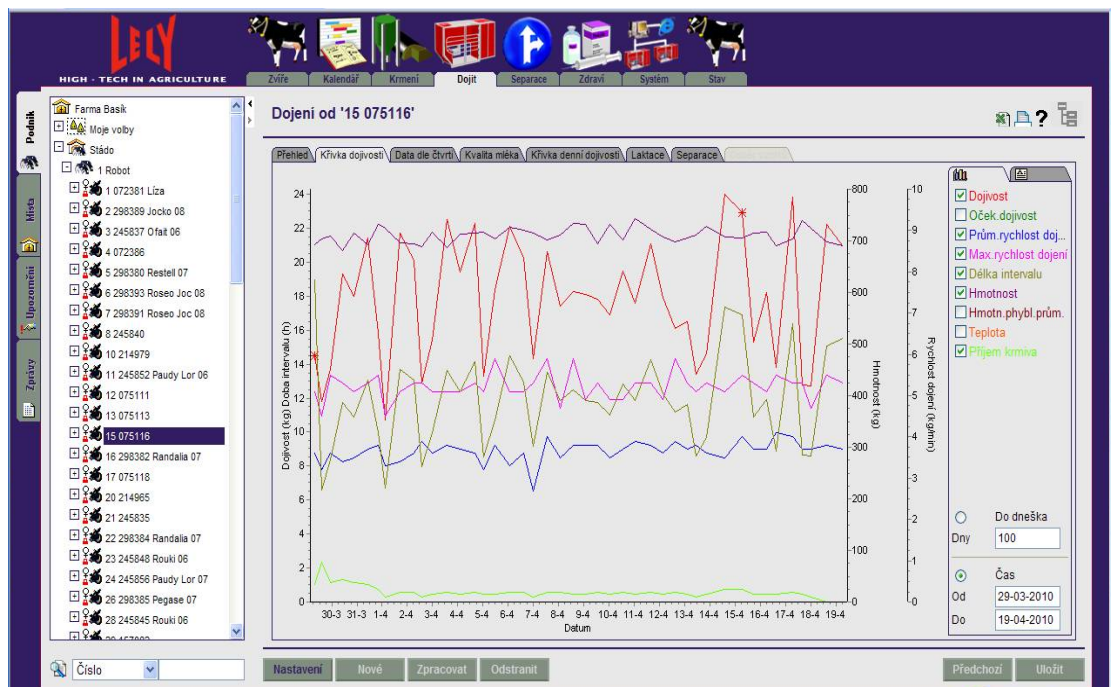 LELY
HIGH - TECH IN AGRICULTURE
Zvíře Kalendář Krmení Dojit Separace Zdraví Systém Stav
Podnik
Místa
Upozornění
Zprávy
Farma Basík
Moje volby
Stádo
1 Robot
1 072381 Líza
2 298389 Jocko 08
3 245837 Ofait 06
4 072386
5 298380 Restell 07
6 298393 Roseo Joc 08
7 298391 Roseo Joc 08
8 245840
10 214979
11 245852 Paudy Lor 06
12 075111
13 075113
15 075116
16 298382 Randalia 07
17 075118
20 214965
21 245835
22 298384 Randalia 07
23 245848 Rouki 06
24 245856 Paudy Lor 07
26 298385 Pegase 07
28 245845 Rouki 06
Číslo
Dojení od '15 075116'
?
Přehled Křivka dojivosti Data dle čtvrti Kvalita mléka Křivka denní dojivosti Laktace Separace
Dojivost (kg) Doba intervalu (h)
24
22
20
18
16
14
12
10
8
6
4
2
0
30-3 31-3 1-4 2-4 3-4 4-4 5-4 6-4 7-4 8-4 9-4 10-4 11-4 12-4 13-4 14-4 15-4 16-4 17-4 18-4 19-4
Datum
800
700
600
500
400
300
200
100
0
Hmotnost (kg)
10
9
8
7
6
5
4
3
2
1
0
Rychlost dojení (kg/min)
Dojivost
Oček.dojivost
Prům.rychlost doj...
Max.rychlost dojení
Délka intervalu
Hmotnost
Hmotn.phybl.prům.
Teplota
Příjem krmiva
Do dneška
Dny 100
Čas
Od 29-03-2010
Do 19-04-2010
Nastavení Nové Zpracovat Odstranit Předchozí Uložit